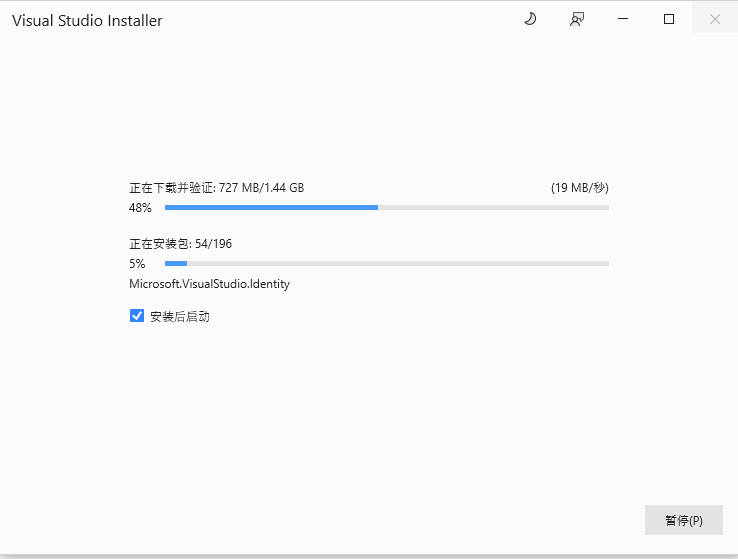 Visual Studio Installer
正在下载并验证: 727 MB/1.44 GB (19 MB/秒)
48%
正在安装包: 54/196
5%
Microsoft.VisualStudio.Identity
安装后启动
暂停(P)